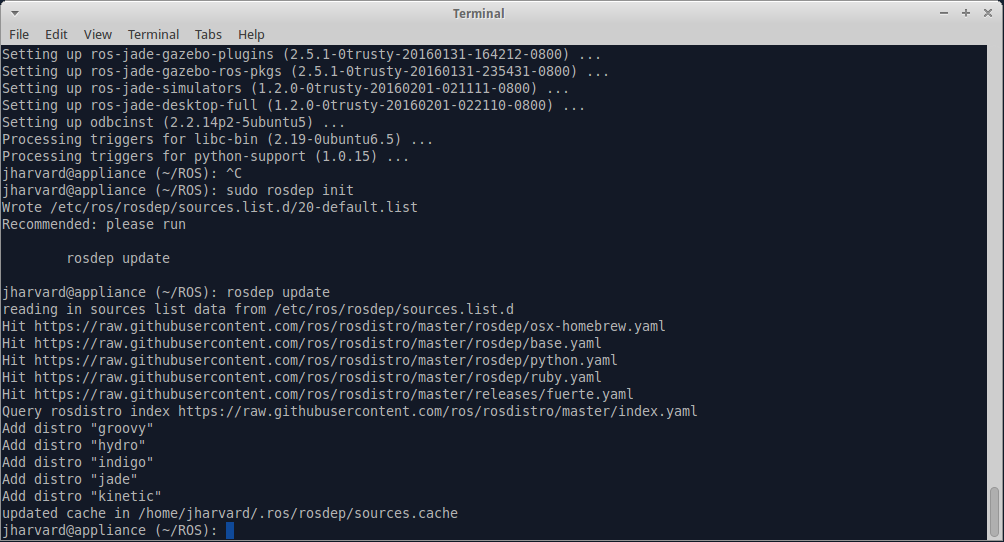 Terminal
File Edit View Terminal Tabs Help
Setting up ros-jade-gazebo-plugins (2.5.1-0trusty-20160131-164212-0800) ...
Setting up ros-jade-gazebo-ros-pkgs (2.5.1-0trusty-20160131-235431-0800) ...
Setting up ros-jade-simulators (1.2.0-0trusty-20160201-021111-0800) ...
Setting up ros-jade-desktop-full (1.2.0-0trusty-20160201-022110-0800) ...
Setting up odbcinst (2.2.14p2-5ubuntu5) ...
Processing triggers for libc-bin (2.19-0ubuntu6.5) ...
Processing triggers for python-support (1.0.15) ...
jharvard@appliance (~/ROS): ^C
jharvard@appliance (~/ROS): sudo rosdep init
Wrote /etc/ros/rosdep/sources.list.d/20-default.list
Recommended: please run
rosdep update
jharvard@appliance (~/ROS): rosdep update
reading in sources list data from /etc/ros/rosdep/sources.list.d
Hit https://raw.githubusercontent.com/ros/rosdistro/master/rosdep/osx-homebrew.yaml
Hit https://raw.githubusercontent.com/ros/rosdistro/master/rosdep/base.yaml
Hit https://raw.githubusercontent.com/ros/rosdistro/master/rosdep/python.yaml
Hit https://raw.githubusercontent.com/ros/rosdistro/master/rosdep/ruby.yaml
Hit https://raw.githubusercontent.com/ros/rosdistro/master/releases/fuerte.yaml
Query rosdistro index https://raw.githubusercontent.com/ros/rosdistro/master/index.yaml
Add distro "groovy"
Add distro "hydro"
Add distro "indigo"
Add distro "jade"
Add distro "kinetic"
updated cache in /home/jharvard/.ros/rosdep/sources.cache
jharvard@appliance (~/ROS):